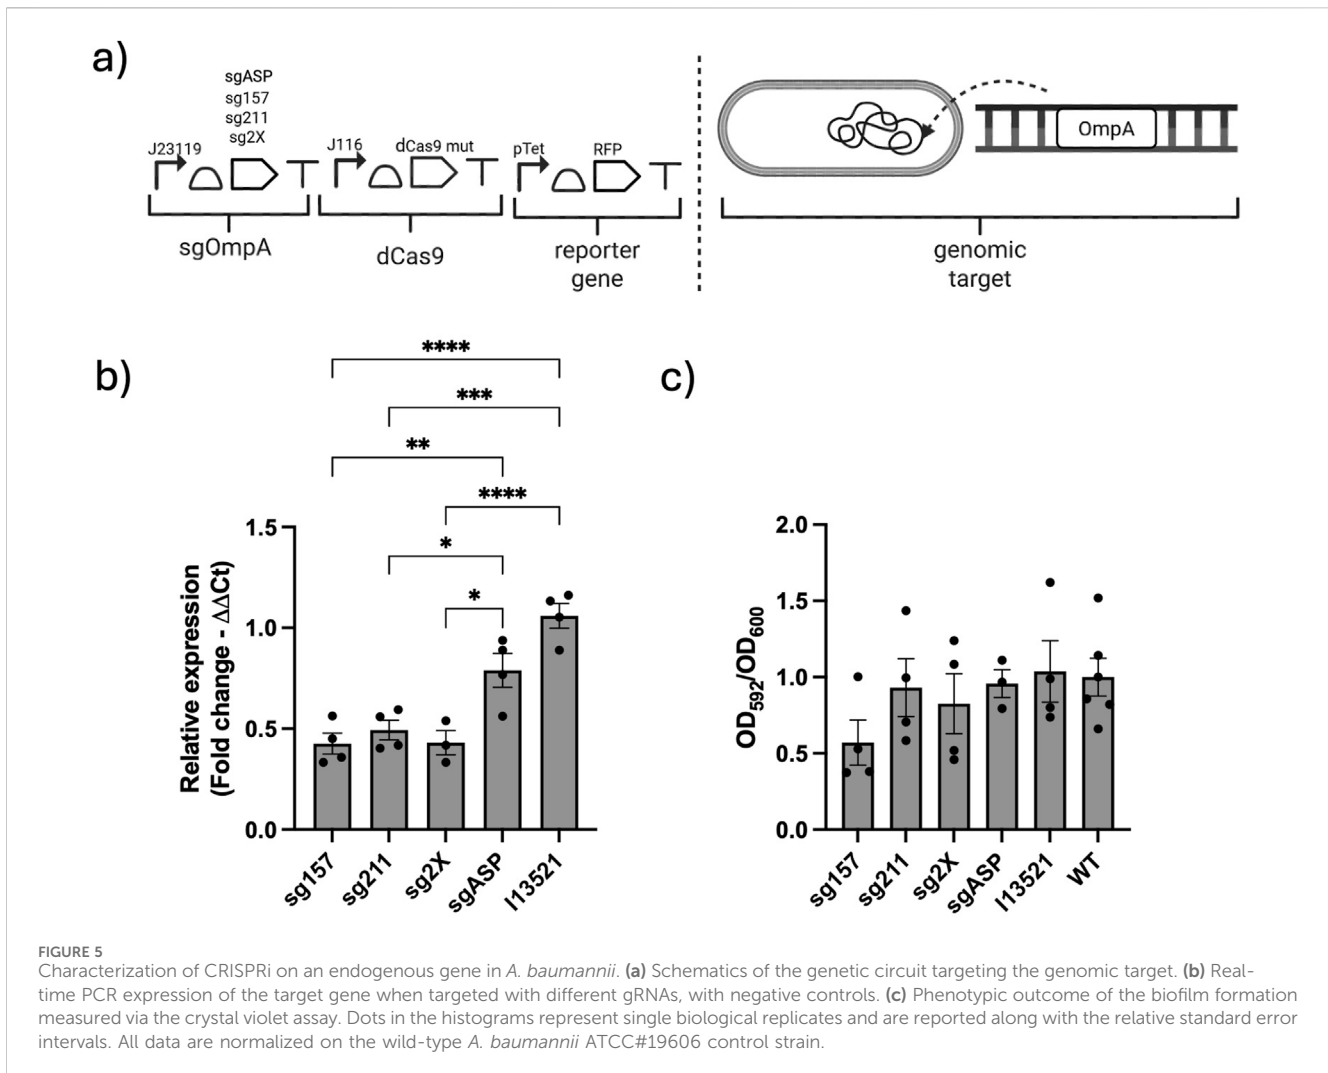 a)
sgASP
sg157
sg211
sg2X
J23119
J116
dCas9 mut
pTet
RFP
OmpA
sgOmpA
dCas9
reporter
gene
genomic
target
b)
****
***
**
****
*
*
Relative expression
(Fold change - ΔΔCt)
1.5
1.0
0.5
0.0
sg157
sg211
sg2X
sgASP
I13521
c)
OD592/OD600
2.0
1.5
1.0
0.5
0.0
sg157
sg211
sg2X
sgASP
I13521
WT
FIGURE 5
Characterization of CRISPRi on an endogenous gene in A. baumannii. (a) Schematics of the genetic circuit targeting the genomic target. (b) Real-
time PCR expression of the target gene when targeted with different gRNAs, with negative controls. (c) Phenotypic outcome of the biofilm formation
measured via the crystal violet assay. Dots in the histograms represent single biological replicates and are reported along with the relative standard error
intervals. All data are normalized on the wild-type A. baumannii ATCC#19606 control strain.